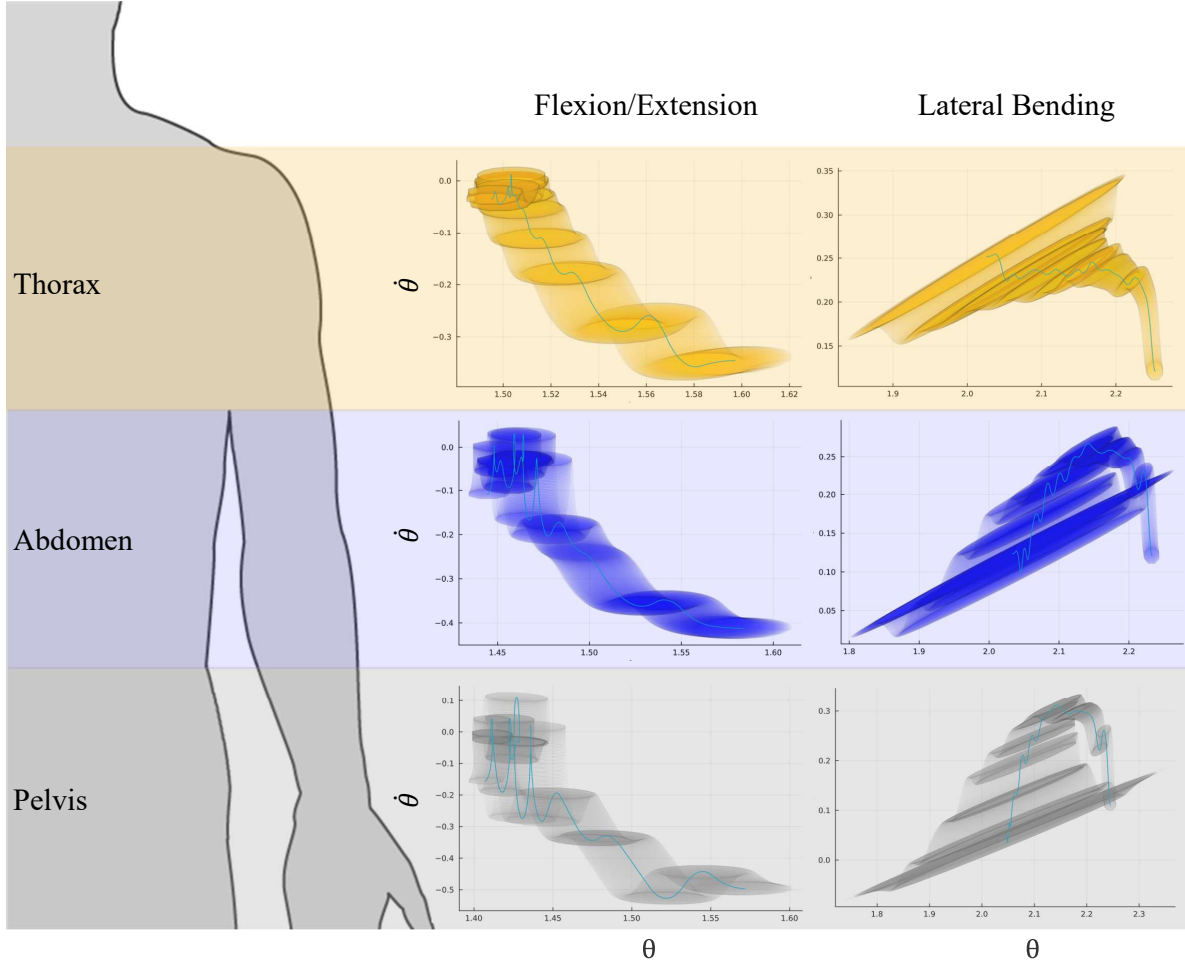 Flexion/Extension Lateral Bending
Thorax
θ̇
0.0
−0.1
−0.2
−0.3
1.50 1.52 1.54 1.56 1.58 1.60 1.62
0.35
0.30
0.25
0.20
0.15
1.9 2.0 2.1 2.2
Abdomen
θ̇
0.0
−0.1
−0.2
−0.3
−0.4
1.45 1.50 1.55 1.60
0.25
0.20
0.15
0.10
0.05
1.8 1.9 2.0 2.1 2.2
Pelvis
θ̇
0.1
0.0
−0.1
−0.2
−0.3
−0.4
−0.5
1.40 1.45 1.50 1.55 1.60
0.3
0.2
0.1
0.0
1.8 1.9 2.0 2.1 2.2 2.3
θ θ